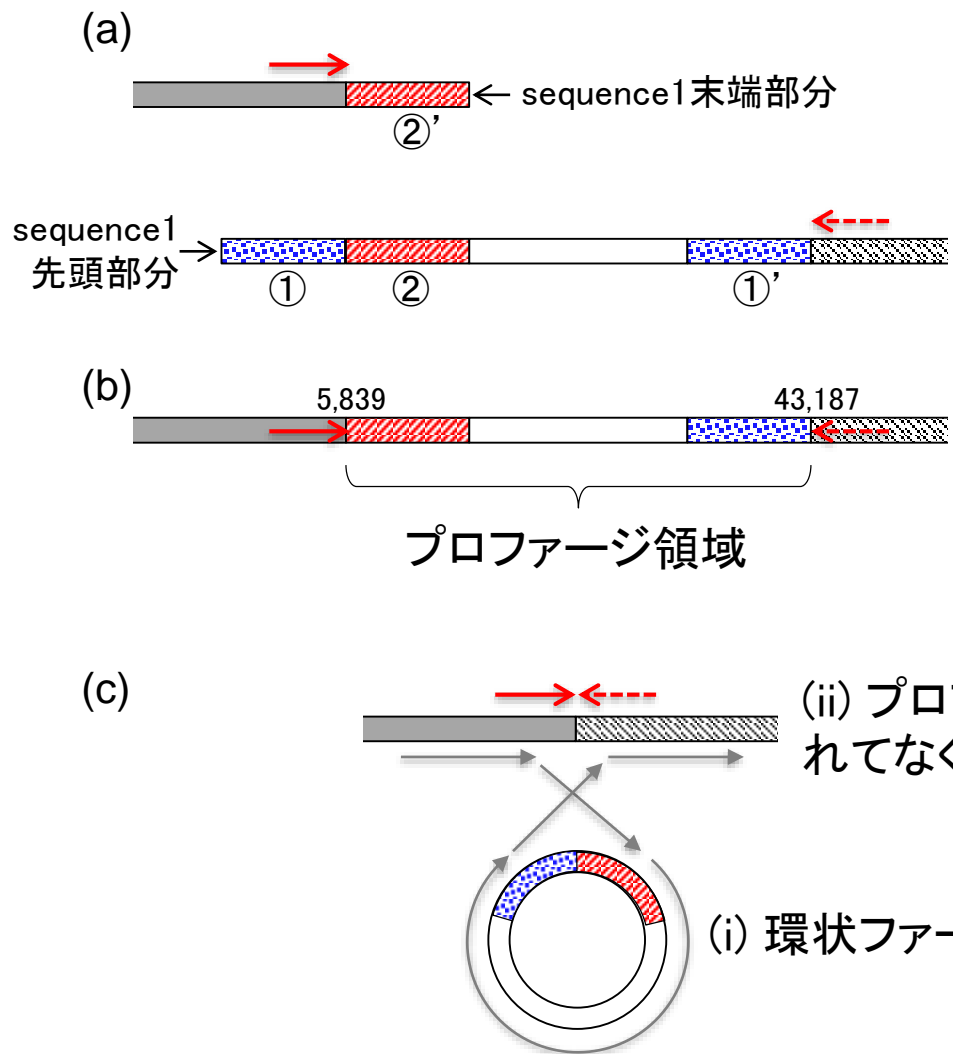 (a)
sequence1末端部分
②’
sequence1
先頭部分
①
②
①’
(b)
5,839
43,187
プロファージ領域
(c)
(ii) プロ
れてなく
(i) 環状ファー